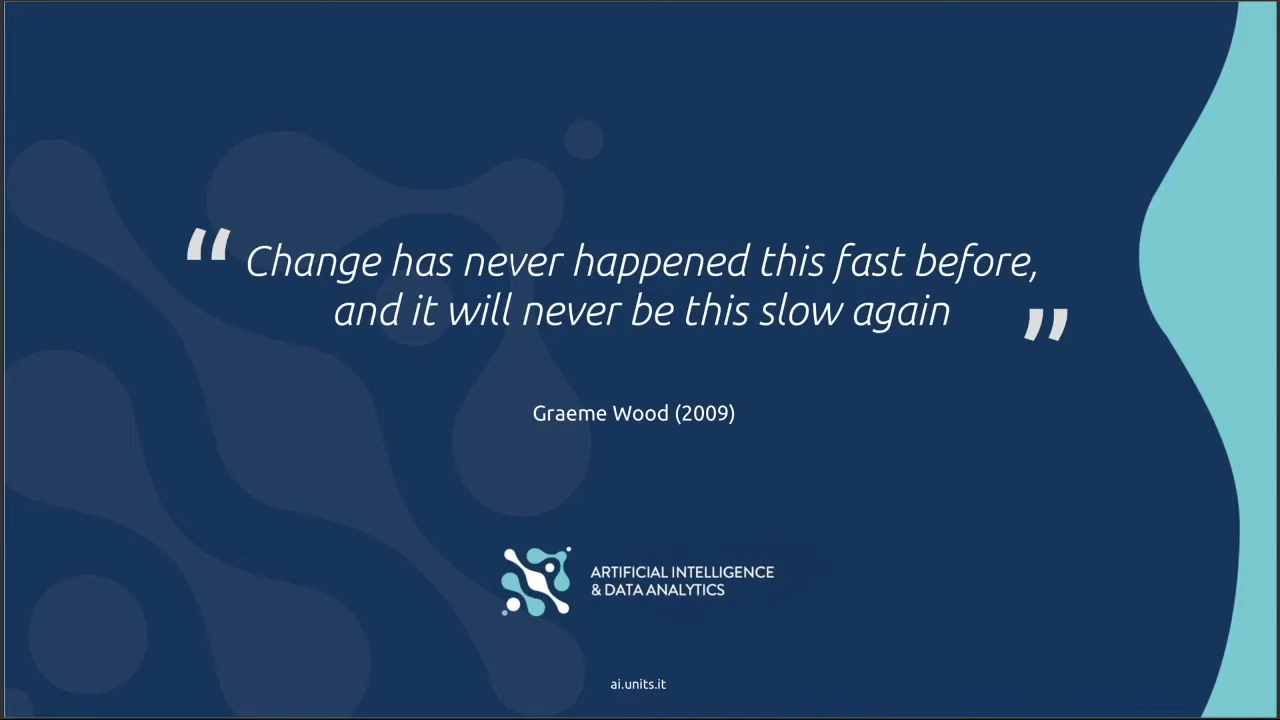 “ Change has never happened this fast before,
and it will never be this slow again ”
Graeme Wood (2009)
ARTIFICIAL INTELLIGENCE
& DATA ANALYTICS
ai.units.it